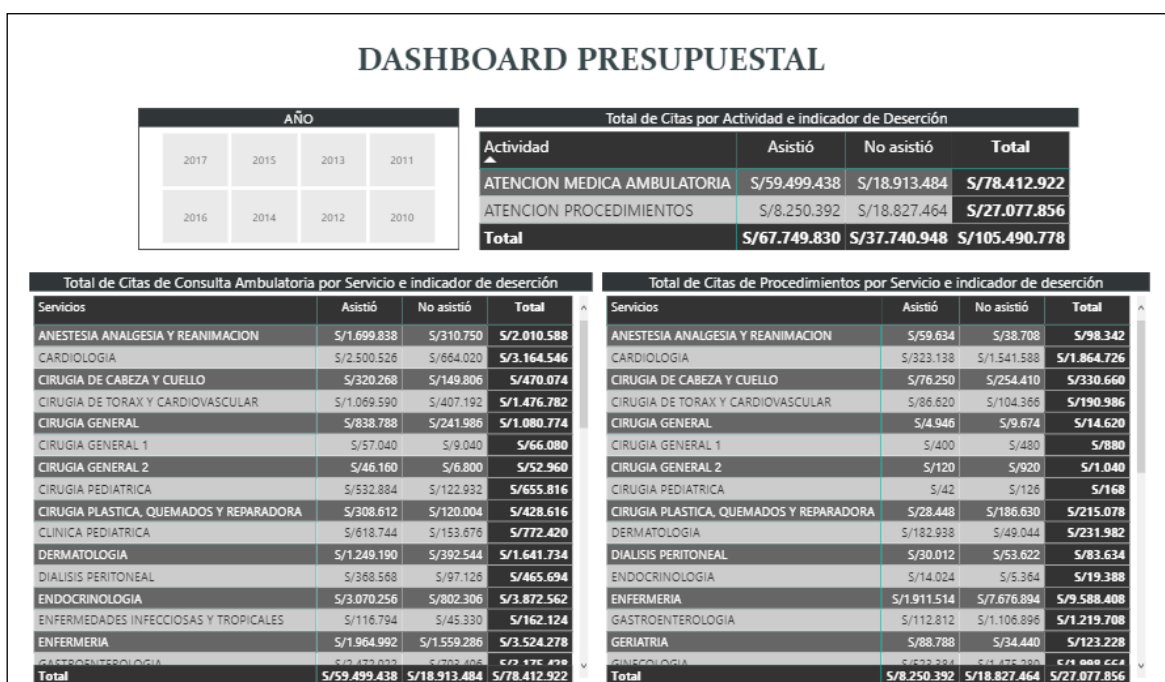 DASHBOARD PRESUPUESTAL
AÑO
2017 2015 2013 2011
2016 2014 2012 2010
Total de Citas por Actividad e indicador de Deserción
Actividad Asistió No asistió Total
ATENCION MEDICA AMBULATORIA S/59.499.438 S/18.913.484 S/78.412.922
ATENCION PROCEDIMIENTOS S/8.250.392 S/18.827.464 S/27.077.856
Total S/67.749.830 S/37.740.948 S/105.490.778
Total de Citas de Consulta Ambulatoria por Servicio e indicador de deserción
Servicios Asistió No asistió Total
ANESTESIA ANALGESIA Y REANIMACION S/1.699.838 S/310.750 S/2.010.588
CARDIOLOGIA S/2.500.526 S/664.020 S/3.164.546
CIRUGIA DE CABEZA Y CUELLO S/320.268 S/149.806 S/470.074
CIRUGIA DE TORAX Y CARDIOVASCULAR S/1.069.590 S/407.192 S/1.476.782
CIRUGIA GENERAL S/838.788 S/241.986 S/1.080.774
CIRUGIA GENERAL 1 S/57.040 S/9.040 S/66.080
CIRUGIA GENERAL 2 S/46.160 S/6.800 S/52.960
CIRUGIA PEDIATRICA S/532.884 S/122.932 S/655.816
CIRUGIA PLASTICA, QUEMADOS Y REPARADORA S/308.612 S/120.004 S/428.616
CLINICA PEDIATRICA S/618.744 S/153.676 S/772.420
DERMATOLOGIA S/1.249.190 S/392.544 S/1.641.734
DIALISIS PERITONEAL S/368.568 S/97.126 S/465.694
ENDOCRINOLOGIA S/3.070.256 S/802.306 S/3.872.562
ENFERMEDADES INFECCIOSAS Y TROPICALES S/116.794 S/45.330 S/162.124
ENFERMERIA S/1.964.992 S/1.559.286 S/3.524.278
GASTROENTEROLOGIA
Total S/59.499.438 S/18.913.484 S/78.412.922
Total de Citas de Procedimientos por Servicio e indicador de deserción
Servicios Asistió No asistió Total
ANESTESIA ANALGESIA Y REANIMACION S/59.634 S/38.708 S/98.342
CARDIOLOGIA S/323.138 S/1.541.588 S/1.864.726
CIRUGIA DE CABEZA Y CUELLO S/76.250 S/254.410 S/330.660
CIRUGIA DE TORAX Y CARDIOVASCULAR S/86.620 S/104.366 S/190.986
CIRUGIA GENERAL S/4.946 S/9.674 S/14.620
CIRUGIA GENERAL 1 S/400 S/480 S/880
CIRUGIA GENERAL 2 S/120 S/920 S/1.040
CIRUGIA PEDIATRICA S/42 S/126 S/168
CIRUGIA PLASTICA, QUEMADOS Y REPARADORA S/28.448 S/186.630 S/215.078
DERMATOLOGIA S/182.938 S/49.044 S/231.982
DIALISIS PERITONEAL S/30.012 S/53.622 S/83.634
ENDOCRINOLOGIA S/14.024 S/5.364 S/19.388
ENFERMERIA S/1.911.514 S/7.676.894 S/9.588.408
GASTROENTEROLOGIA S/112.812 S/1.106.896 S/1.219.708
GERIATRIA S/88.788 S/34.440 S/123.228
GINECOLOGIA
Total S/8.250.392 S/18.827.464 S/27.077.856